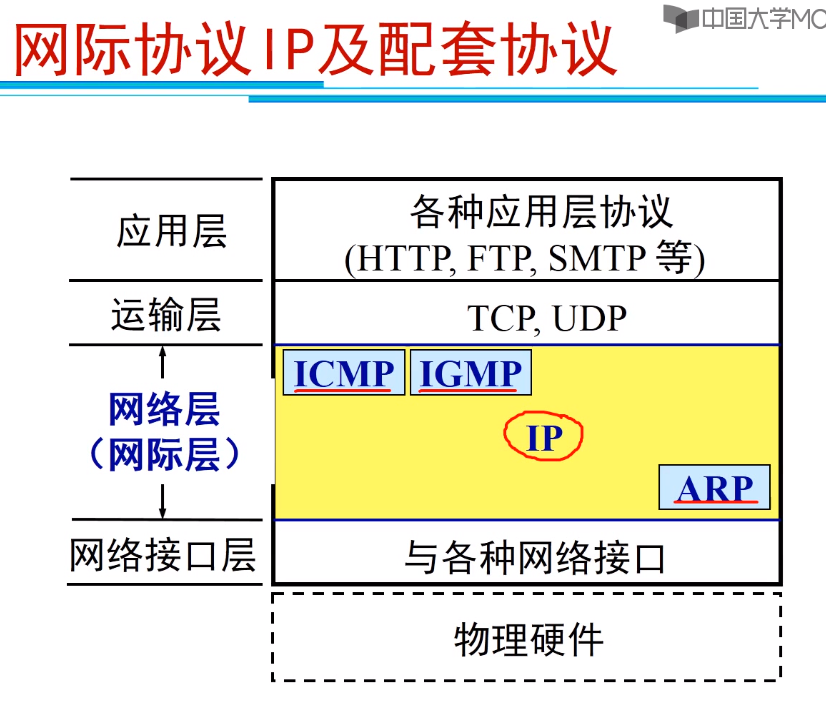 中国大学MO
网际协议IP及配套协议
应用层
各种应用层协议
(HTTP, FTP, SMTP 等)
运输层
TCP, UDP
ICMP
IGMP
网络层
（网际层）
IP
ARP
网络接口层
与各种网络接口
物理硬件